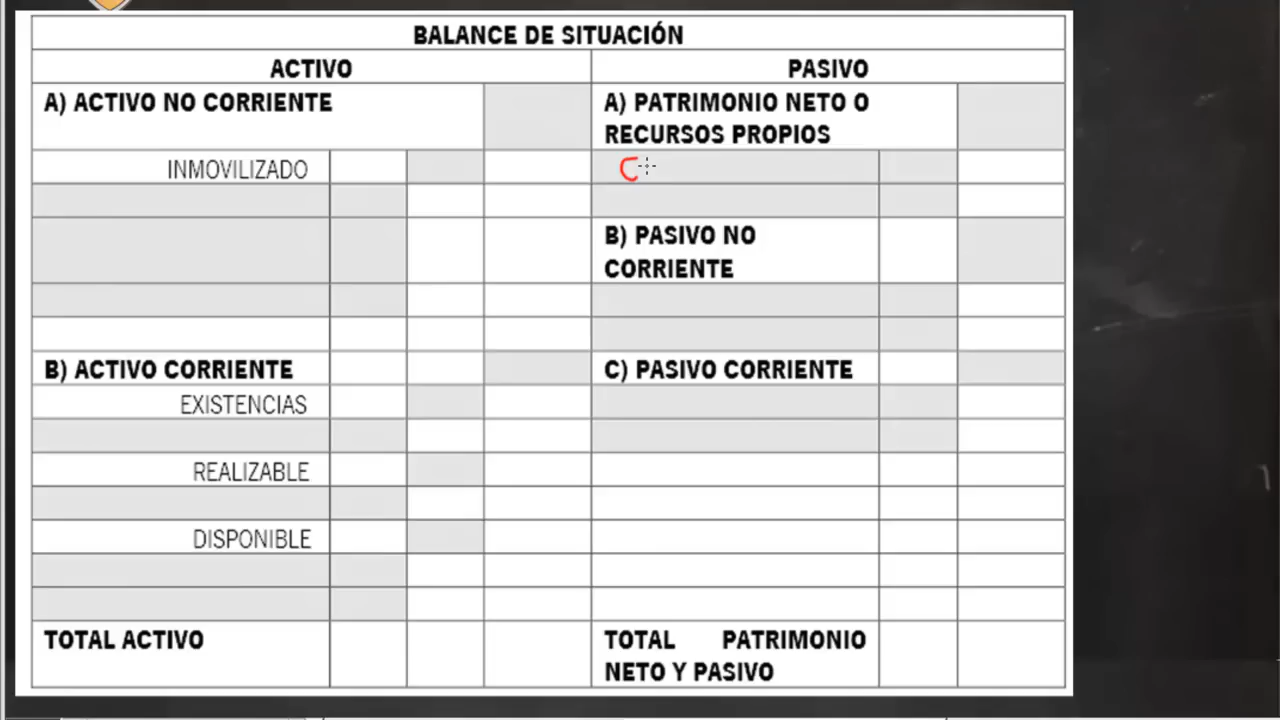 BALANCE DE SITUACIÓN
ACTIVO
PASIVO
A) ACTIVO NO CORRIENTE
A) PATRIMONIO NETO O
RECURSOS PROPIOS
INMOVILIZADO
C
B) PASIVO NO
CORRIENTE
B) ACTIVO CORRIENTE
C) PASIVO CORRIENTE
EXISTENCIAS
REALIZABLE
DISPONIBLE
TOTAL ACTIVO
TOTAL PATRIMONIO
NETO Y PASIVO